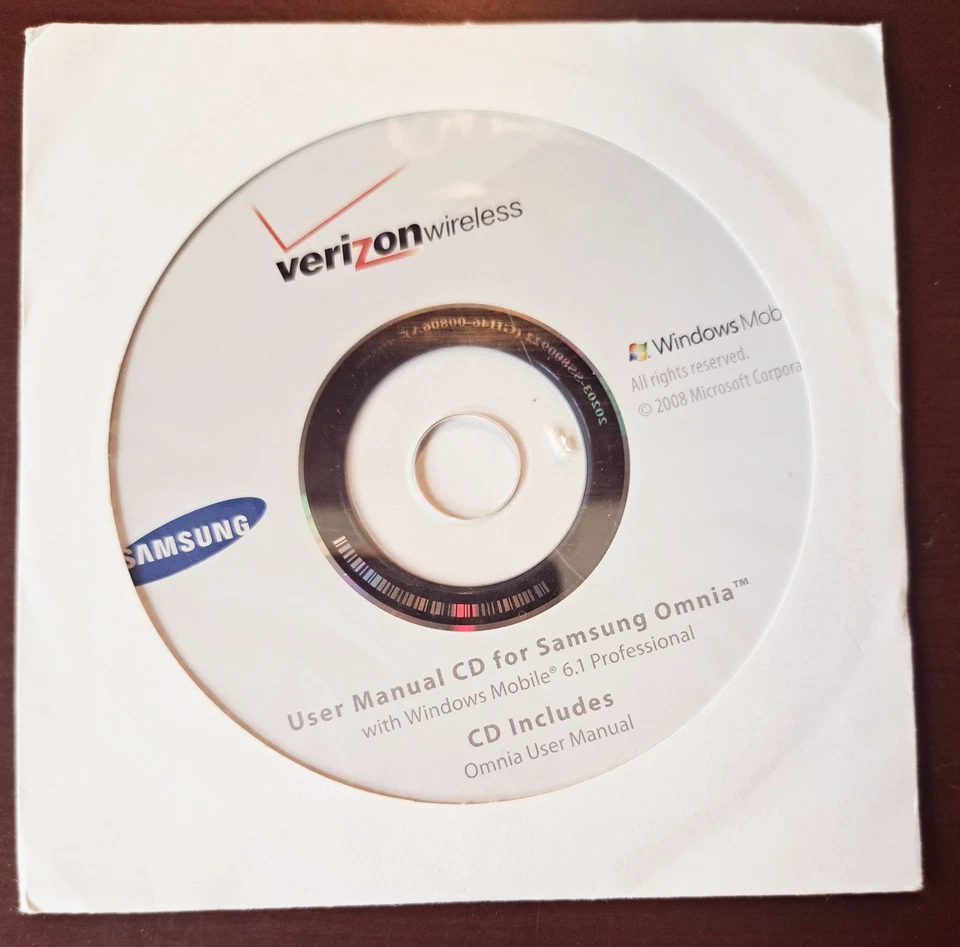 verizonwireless
Windows Mob
All rights reserved.
© 2008 Microsoft Corpora
SAMSUNG
User Manual CD for Samsung Omnia™
with Windows Mobile® 6.1 Professional
CD Includes
Omnia User Manual